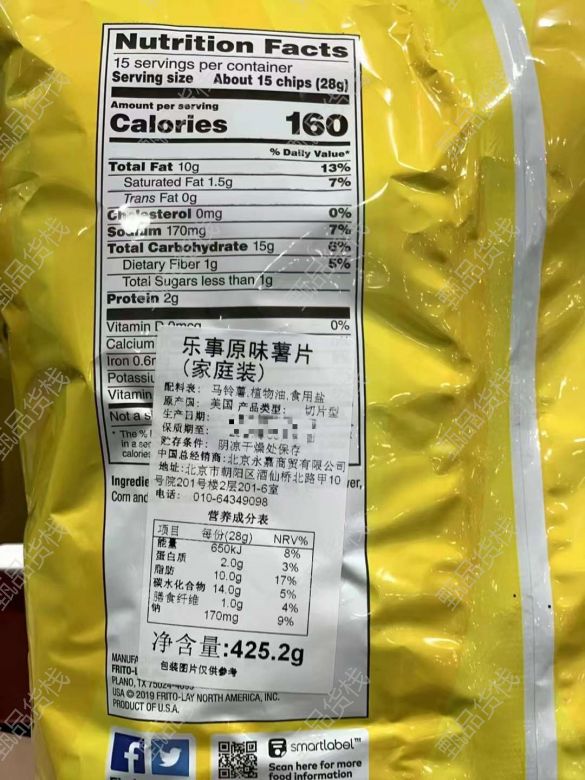 Nutrition Facts
15 servings per container
Serving size About 15 chips (28g)
Amount per serving
Calories 160
% Daily Value*
Total Fat 10g 13%
Saturated Fat 1.5g 7%
Trans Fat 0g
Cholesterol 0mg 0%
Sodium 170mg 7%
Total Carbohydrate 15g 6%
Dietary Fiber 1g 5%
Total Sugars less than 1g
Protein 2g
Vitamin D 0mcg 0%
Calcium
Iron
Vitamin
Not a
* The %
in a
Corn and
乐事原味薯片
(家庭装)
配料表: 马铃薯,植物油,食用盐
原产国: 美国 产品类型: 切片型
生产日期:
保质期至:
贮存条件: 阴凉干燥处保存
中国总经销商:北京永嘉商贸有限公司
地址:北京市朝阳区酒仙桥北路甲10
号院201号楼2层201-6室
电话: 010-64349098
营养成分表
项目 每份(28g) NRV%
能量 650kJ 8%
蛋白质 2.0g 3%
脂肪 10.0g 17%
碳水化合物 14.0g 5%
膳食纤维 1.0g 4%
钠 170mg 9%
净含量:425.2g
包装图片仅供参考
PLANO, TX
USA © 2019 FRITO-LAY NORTH AMERICA, INC.
PRODUCT OF U.S.A.
smartlabel™
Scan here for more
food information
甄品货栈